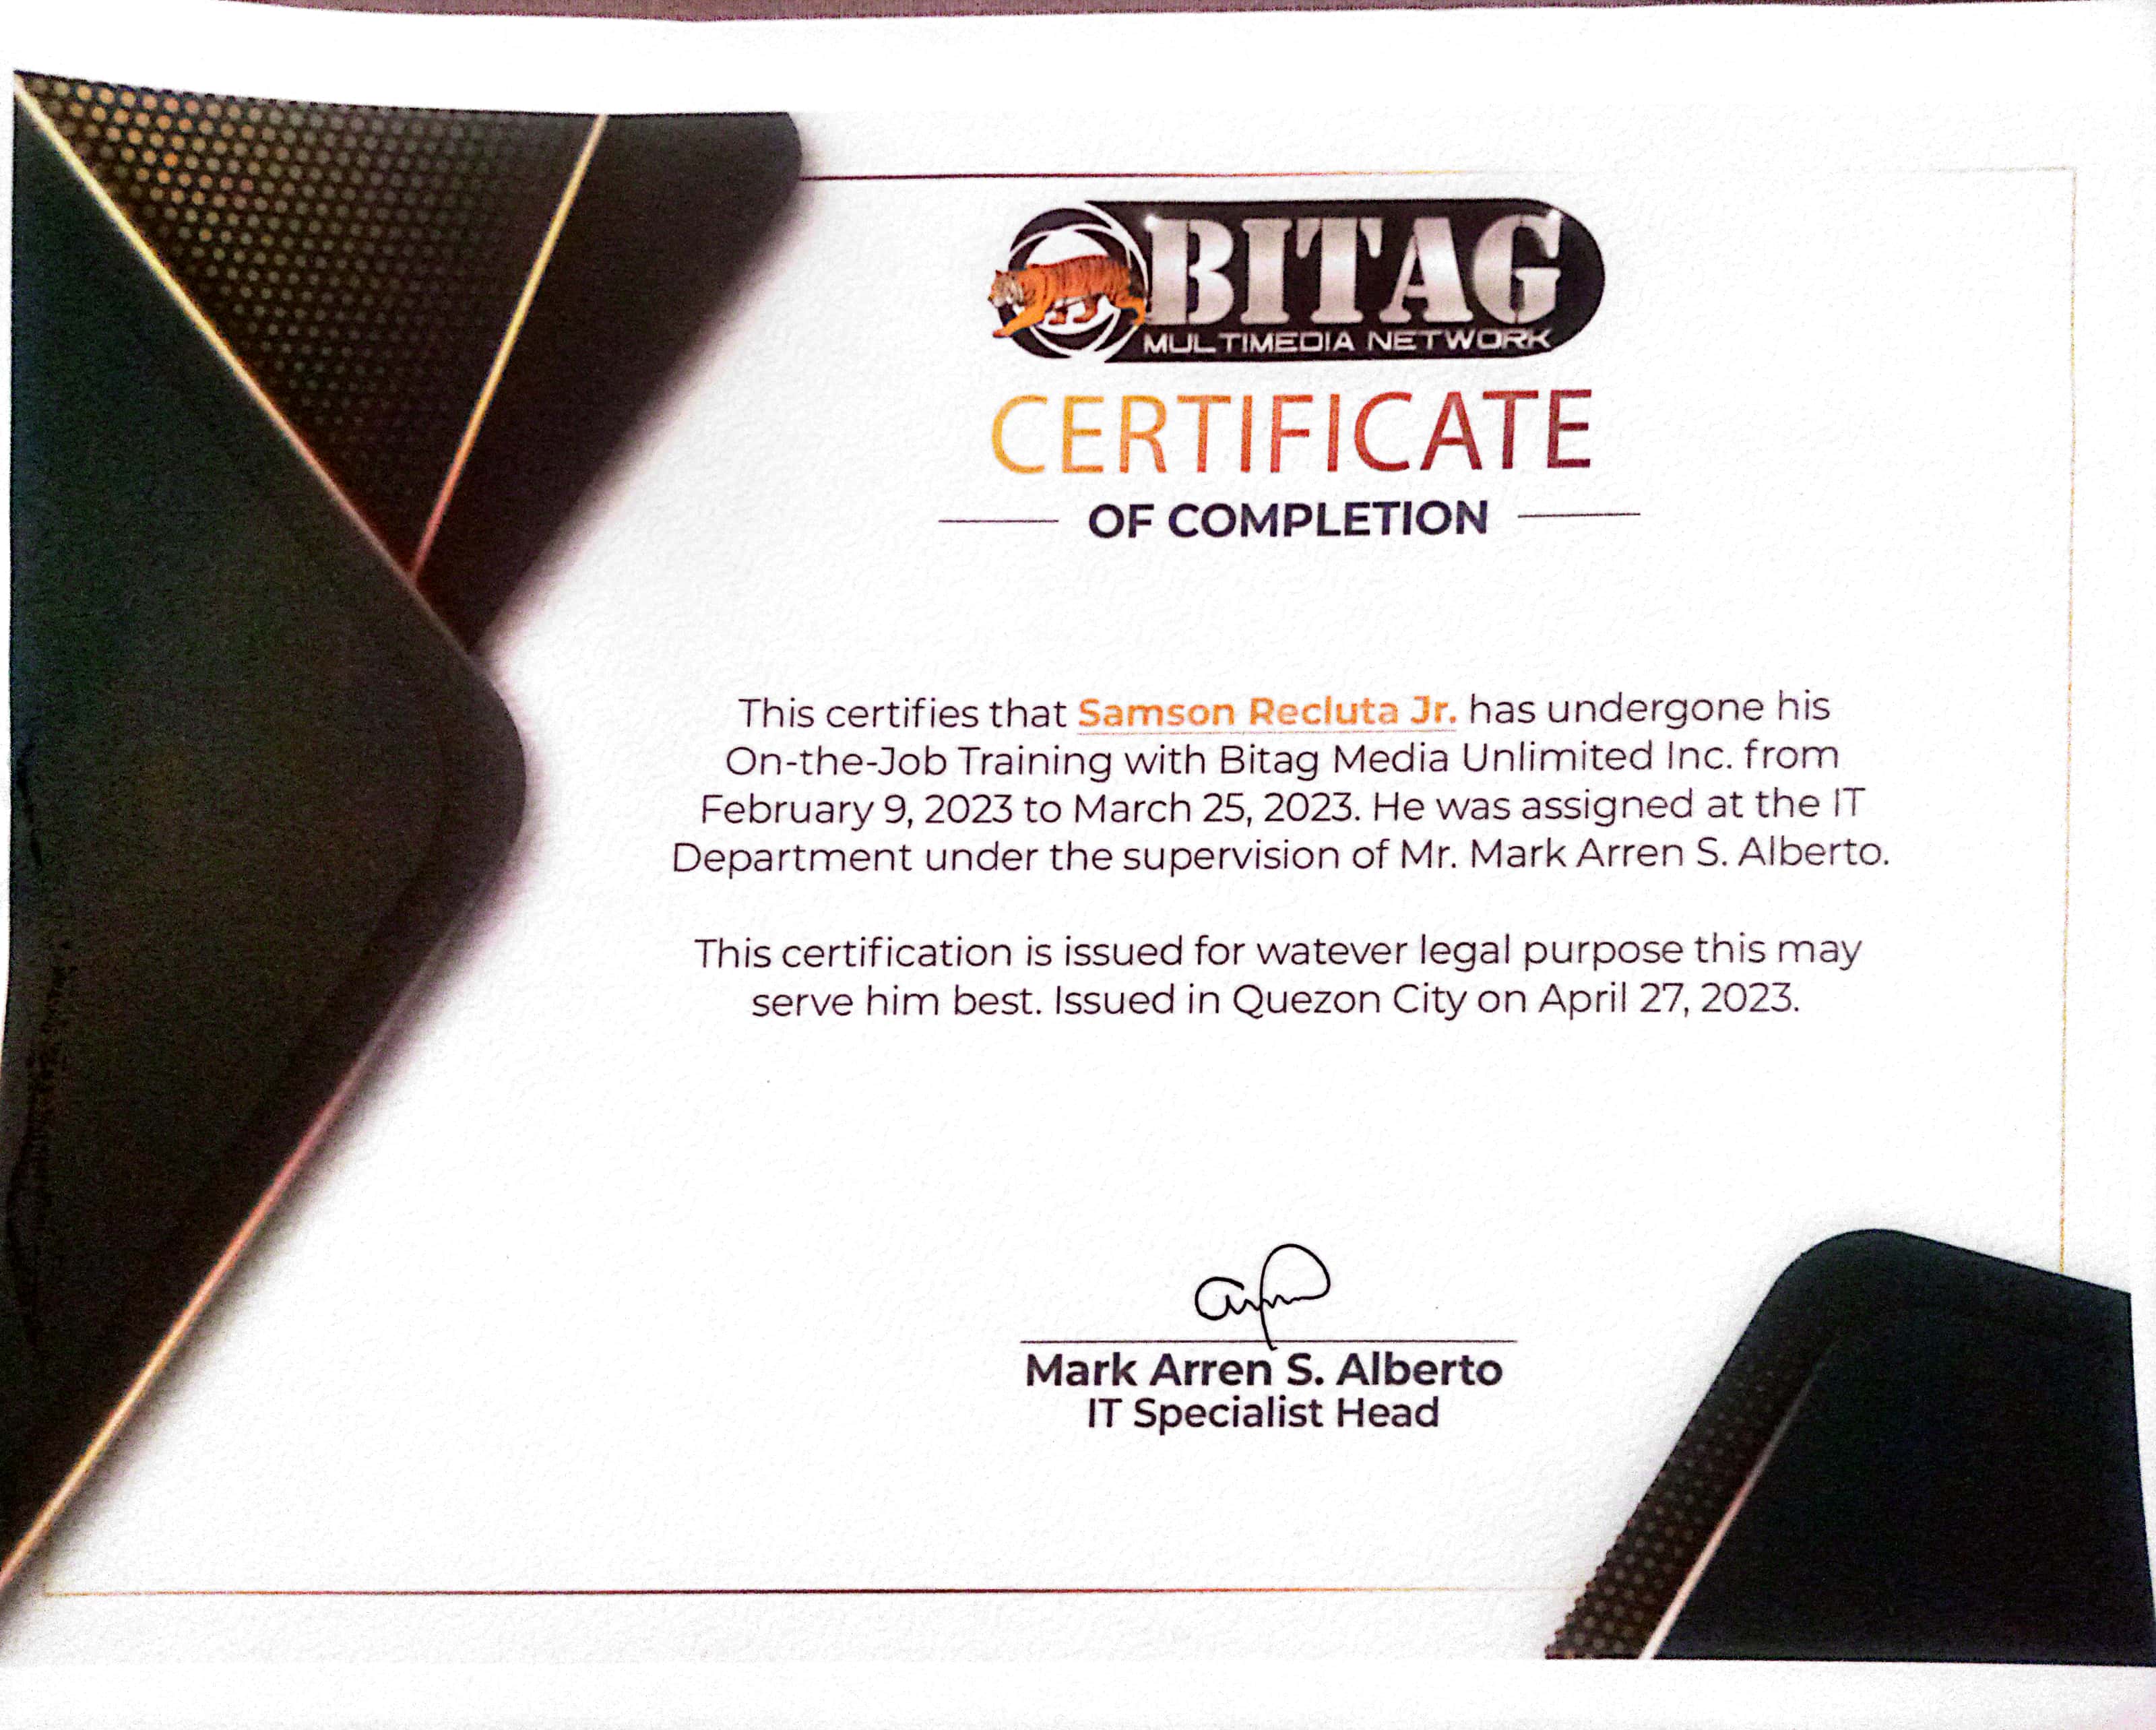 BITAG
MULTIMEDIA NETWORK
CERTIFICATE
OF COMPLETION
This certifies that Samson Recluta Jr. has undergone his
On-the-Job Training with Bitag Media Unlimited Inc. from
February 9, 2023 to March 25, 2023. He was assigned at the IT
Department under the supervision of Mr. Mark Arren S. Alberto.
This certification is issued for watever legal purpose this may
serve him best. Issued in Quezon City on April 27, 2023.
Mark Arren S. Alberto
IT Specialist Head